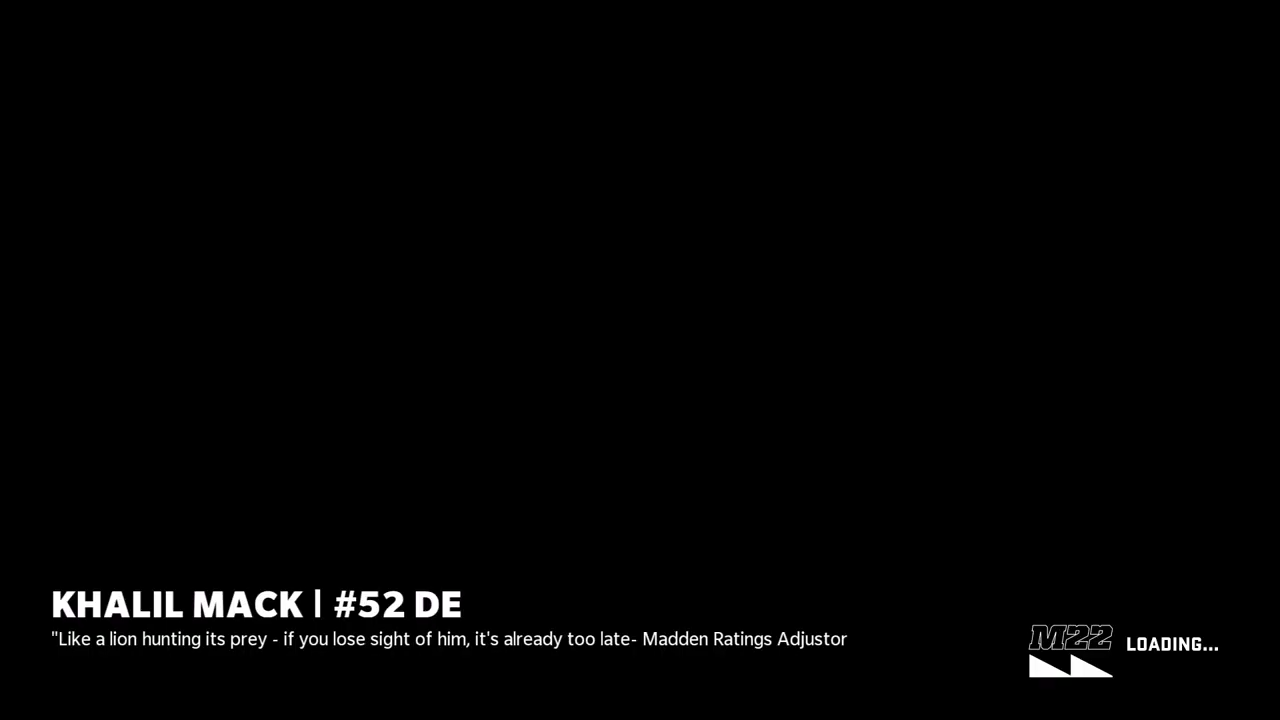 KHALIL MACK | #52 DE
"Like a lion hunting its prey - if you lose sight of him, it's already too late- Madden Ratings Adjustor
M22
LOADING...